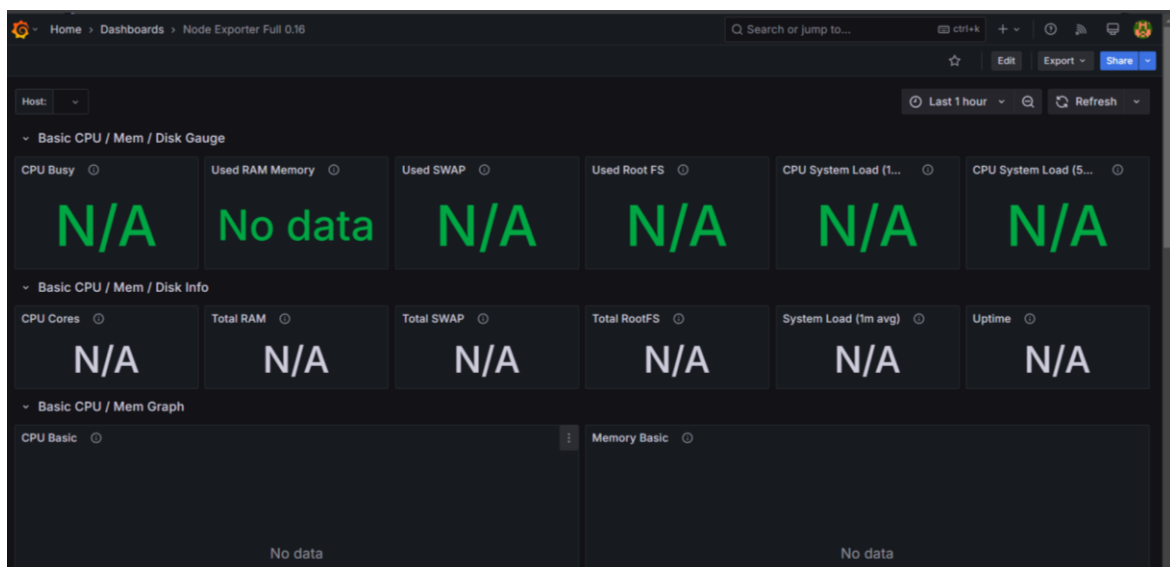 Home › Dashboards › Node Exporter Full 0.16
Search or jump to... ctrl+k
Edit Export Share
Host:
Last 1 hour Refresh
Basic CPU / Mem / Disk Gauge
CPU Busy Used RAM Memory Used SWAP Used Root FS CPU System Load (1... CPU System Load (5...
N/A No data N/A N/A N/A N/A
Basic CPU / Mem / Disk Info
CPU Cores Total RAM Total SWAP Total RootFS System Load (1m avg) Uptime
N/A N/A N/A N/A N/A N/A
Basic CPU / Mem Graph
CPU Basic Memory Basic
No data No data